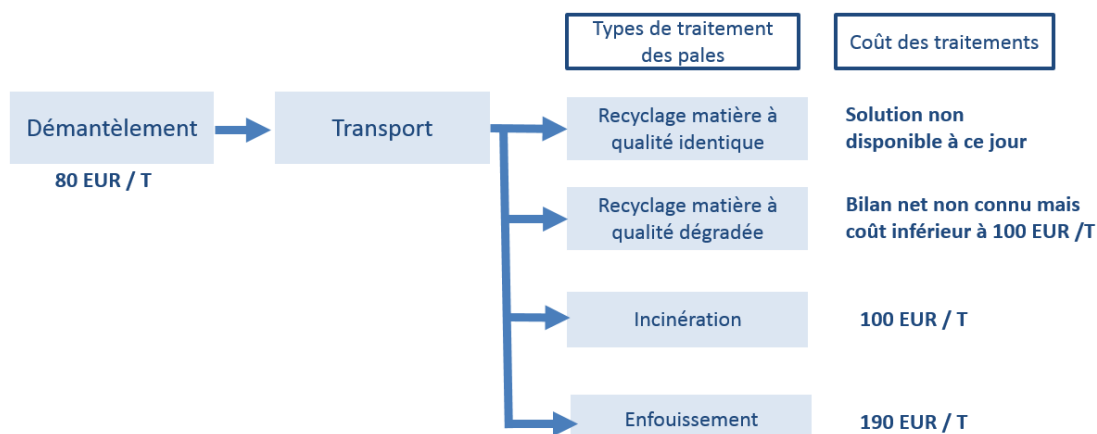 Types de traitement
des pales
Coût des traitements
Démantèlement
80 EUR / T
Transport
Recyclage matière à
qualité identique
Solution non
disponible à ce jour
Recyclage matière à
qualité dégradée
Bilan net non connu mais
coût inférieur à 100 EUR /T
Incinération
100 EUR / T
Enfouissement
190 EUR / T